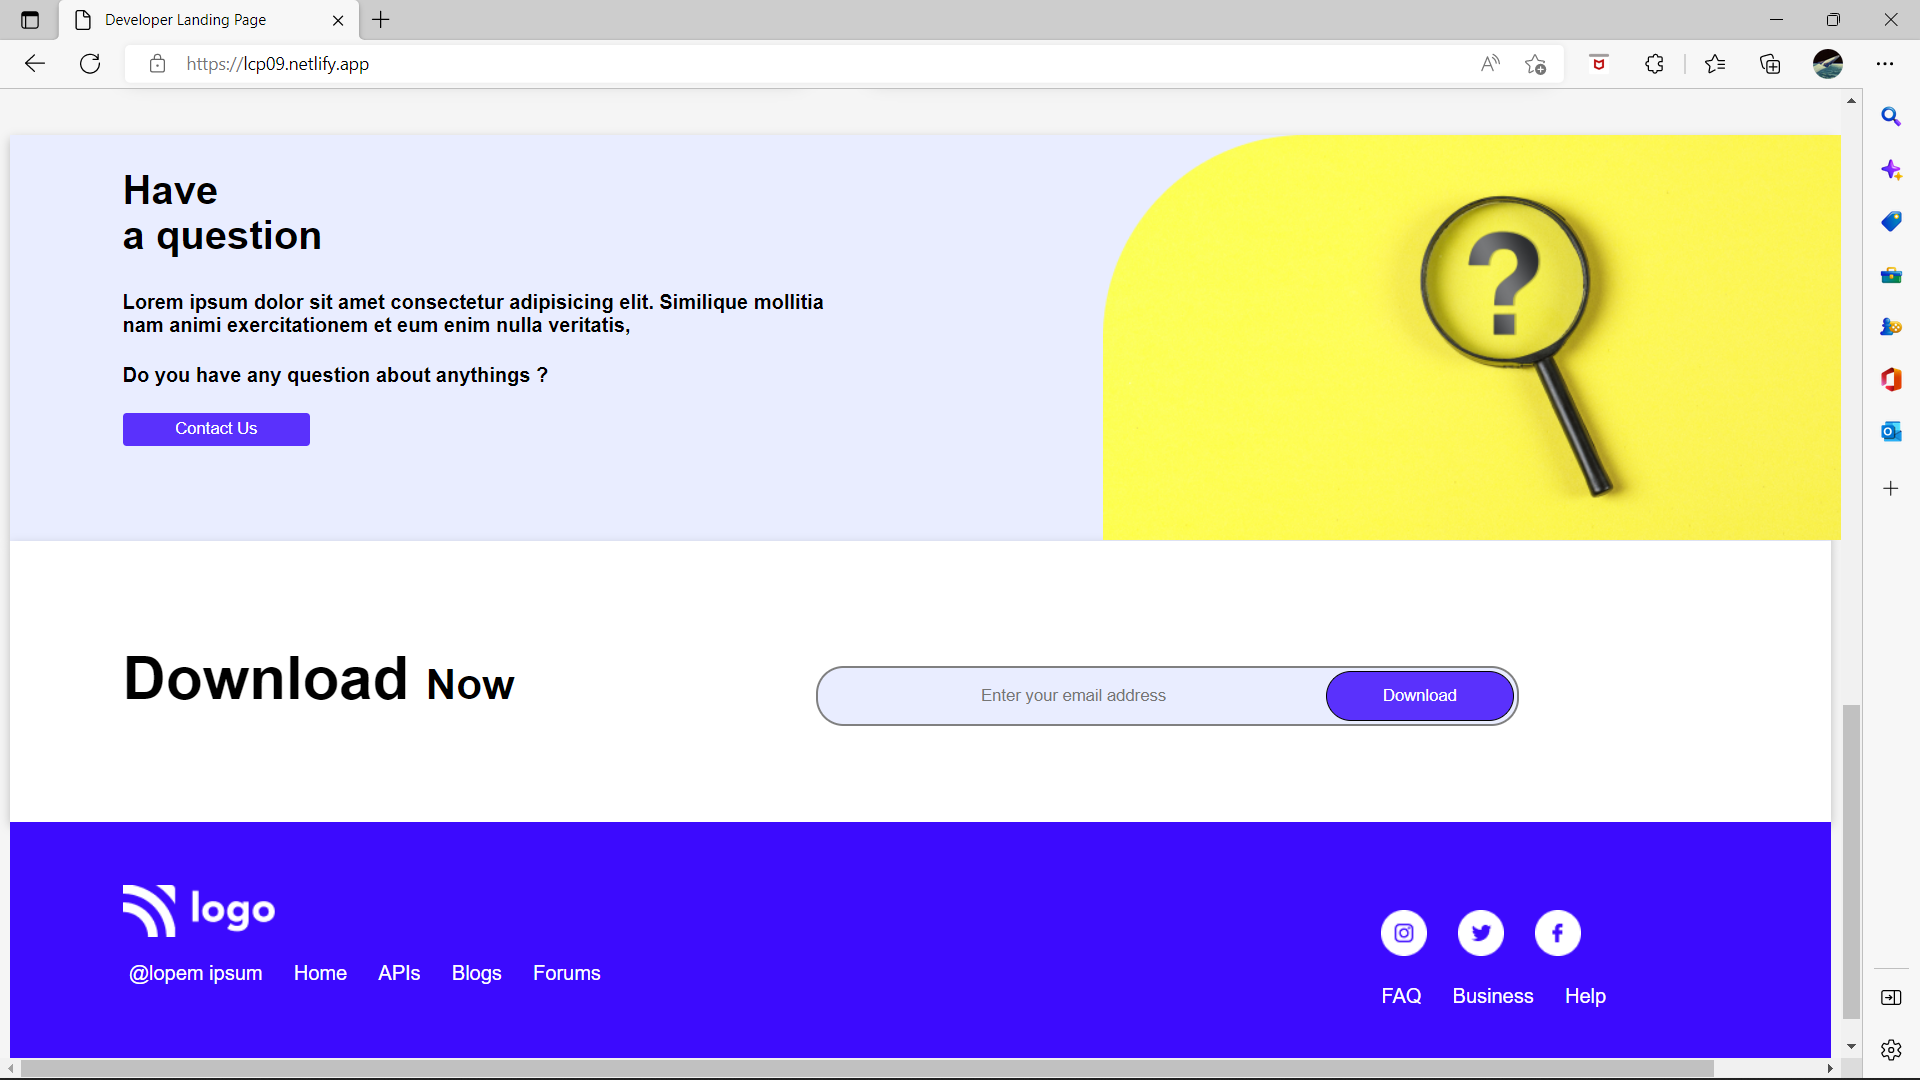 Developer Landing Page
https://lcp09.netlify.app
Have
a question
Lorem ipsum dolor sit amet consectetur adipisicing elit. Similique mollitia
nam animi exercitationem et eum enim nulla veritatis,
Do you have any question about anythings ?
Contact Us
?
Download Now
Enter your email address
Download
logo
@lopem ipsum Home APIs Blogs Forums
FAQ Business Help